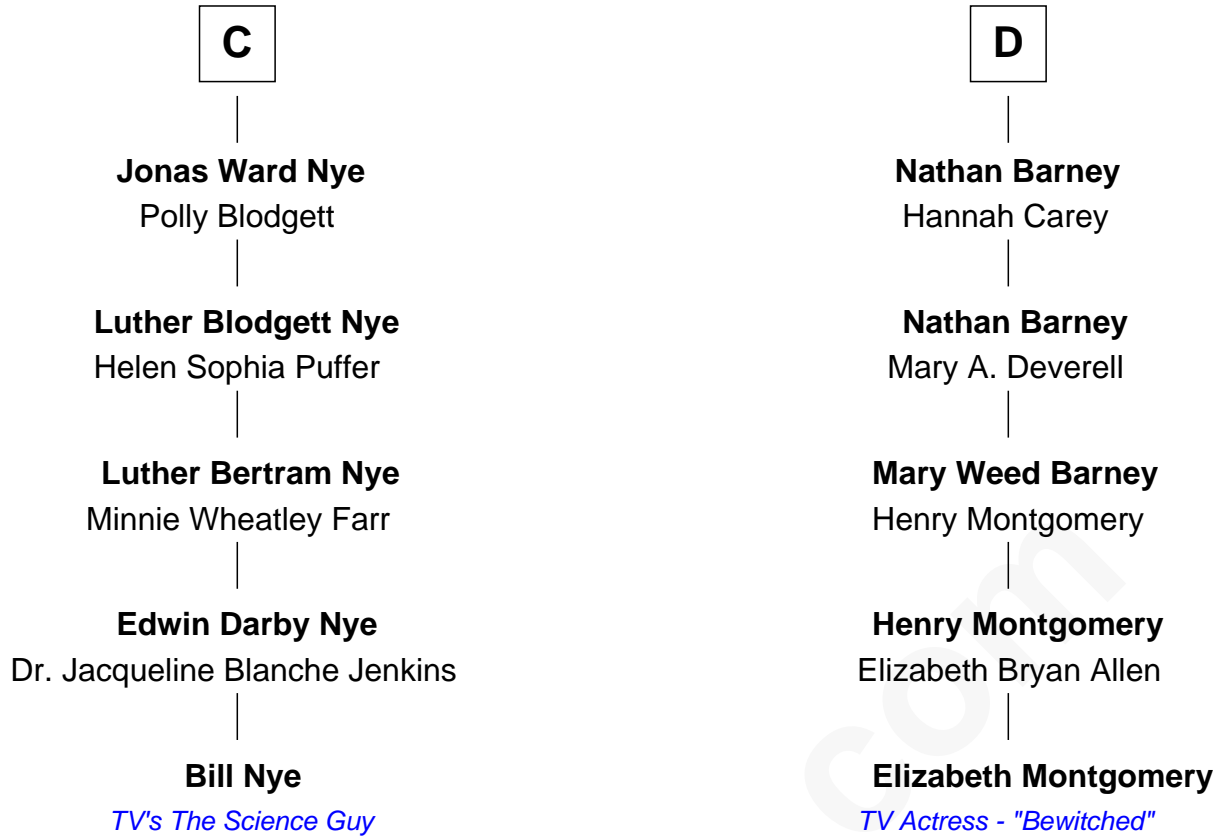 C
Jonas Ward Nye
Polly Blodgett
Luther Blodgett Nye
Helen Sophia Puffer
Luther Bertram Nye
Minnie Wheatley Farr
Edwin Darby Nye
Dr. Jacqueline Blanche Jenkins
Bill Nye
TV's The Science Guy
D
Nathan Barney
Hannah Carey
Nathan Barney
Mary A. Deverell
Mary Weed Barney
Henry Montgomery
Henry Montgomery
Elizabeth Bryan Allen
Elizabeth Montgomery
TV Actress - "Bewitched"
com